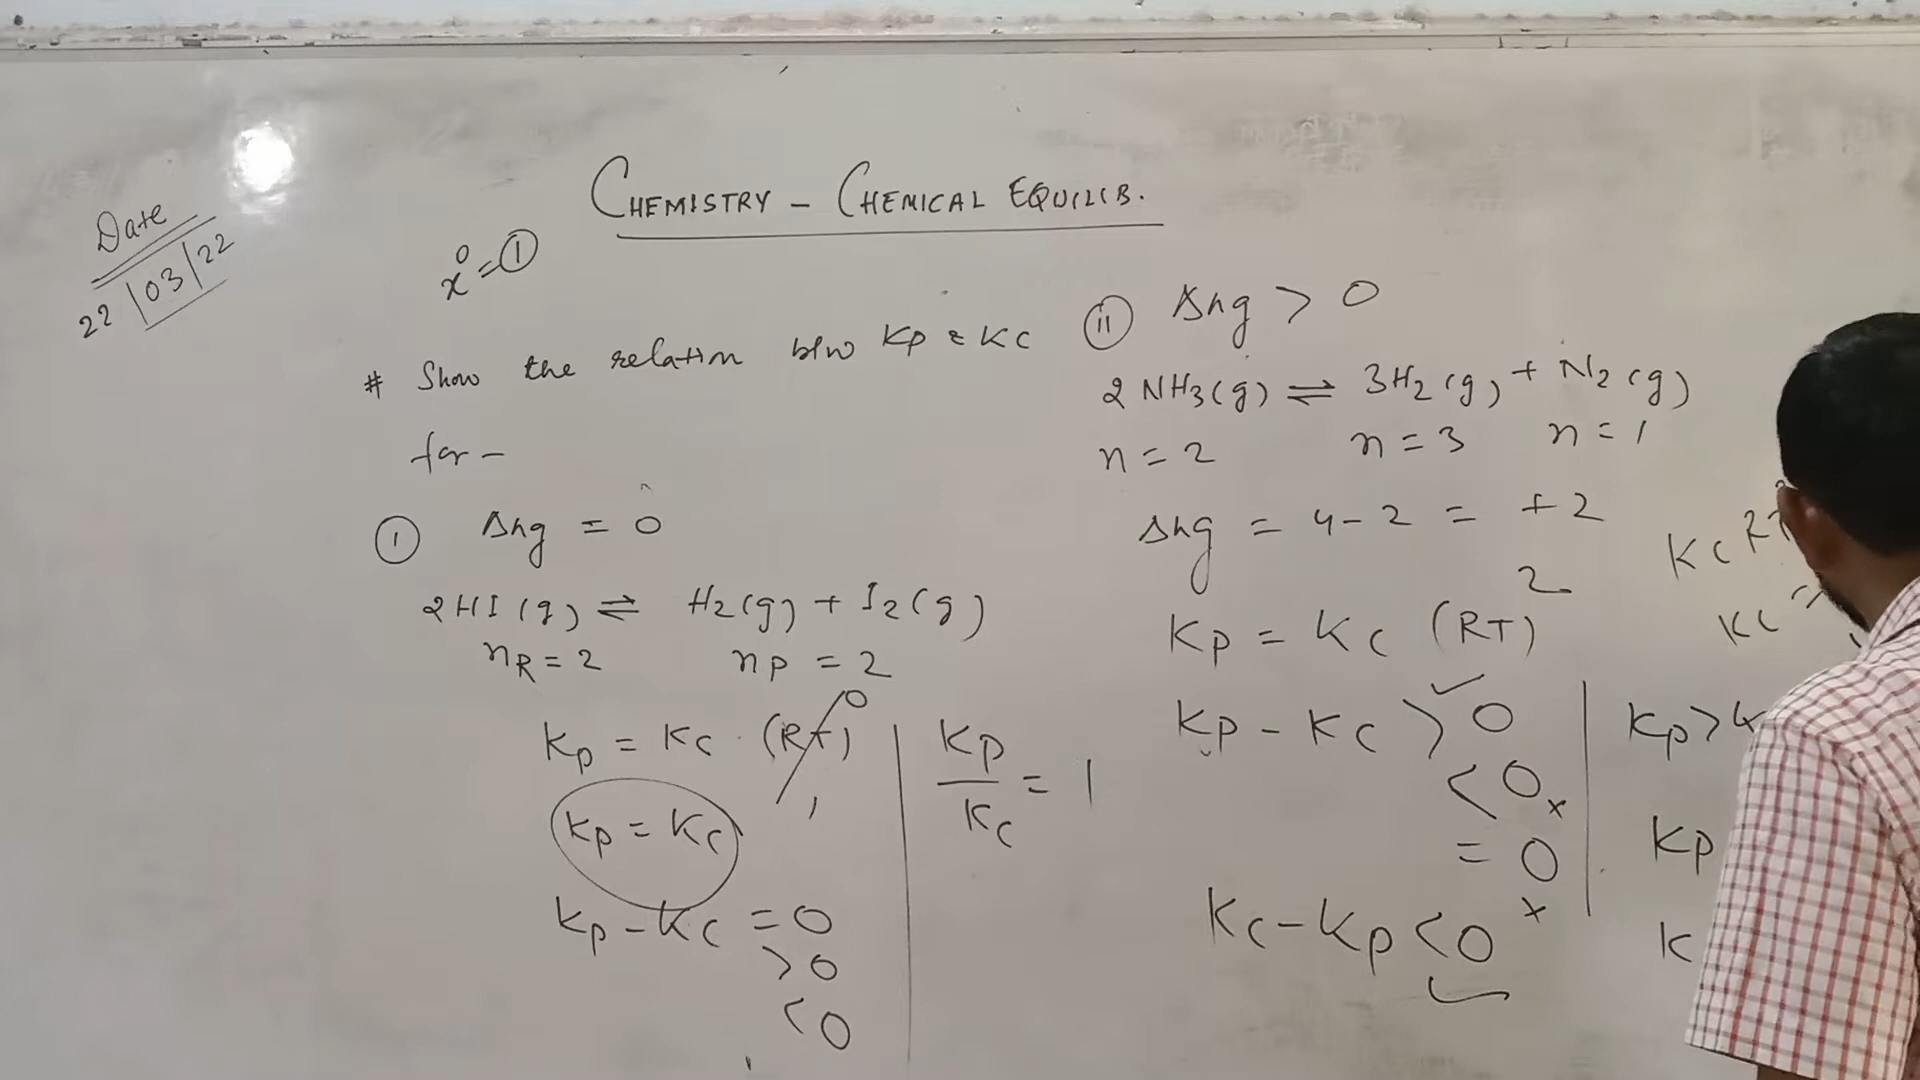 CHEMISTRY - CHEMICAL EQUILIB.
Date
22/03/22
x⁰=①
# Show the relation b/w Kp & Kc
for -
① Δng = 0
2HI(g) ⇌ H₂(g) + I₂(g)
nR = 2 nP = 2
Kp = Kc · (RT)⁰
Kp = Kc
Kp - Kc = 0
> 0
< 0
Kp/Kc = 1
ⓘⓘ Δng > 0
2NH₃(g) ⇌ 3H₂(g) + N₂(g)
n = 2 n = 3 n = 1
Δng = 4 - 2 = +2
Kp = Kc (RT)²
Kp - Kc > 0 ✓
< 0 x
= 0 x
Kc - Kp < 0
Kc
Kc
Kp >
Kp
K